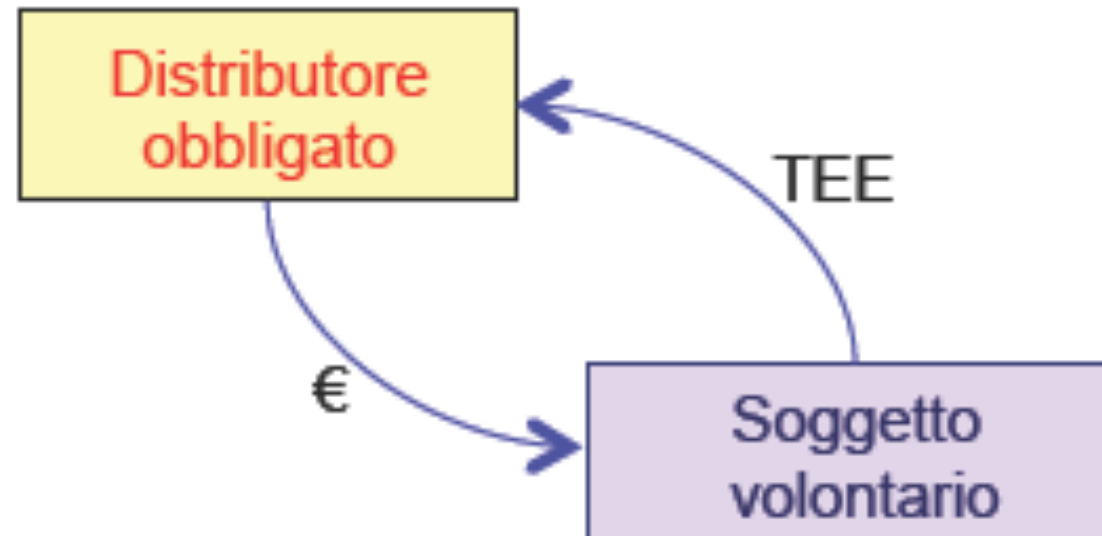 Distributore
obbligato
TEE
€
Soggetto
volontario